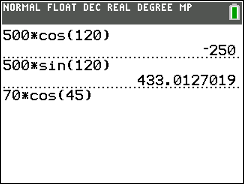 NORMAL FLOAT DEC REAL DEGREE MP
500*cos(120)
-250
500*sin(120)
433.0127019
70*cos(45)